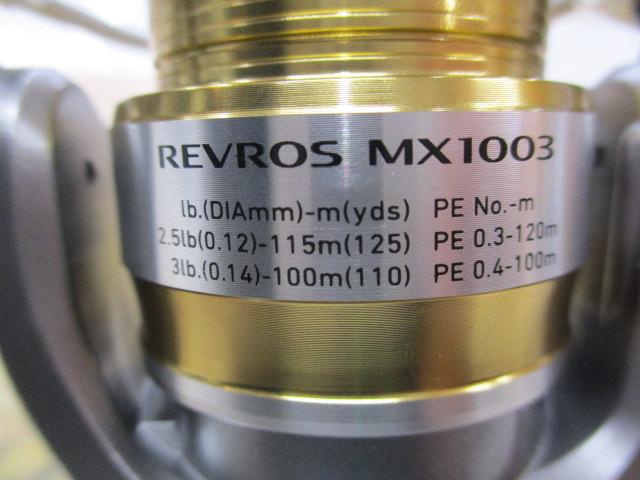 REVROS MX1003
lb.(DIAmm)-m(yds) PE No.-m
2.5lb(0.12)-115m(125) PE 0.3-120m
3lb.(0.14)-100m(110) PE 0.4-100m